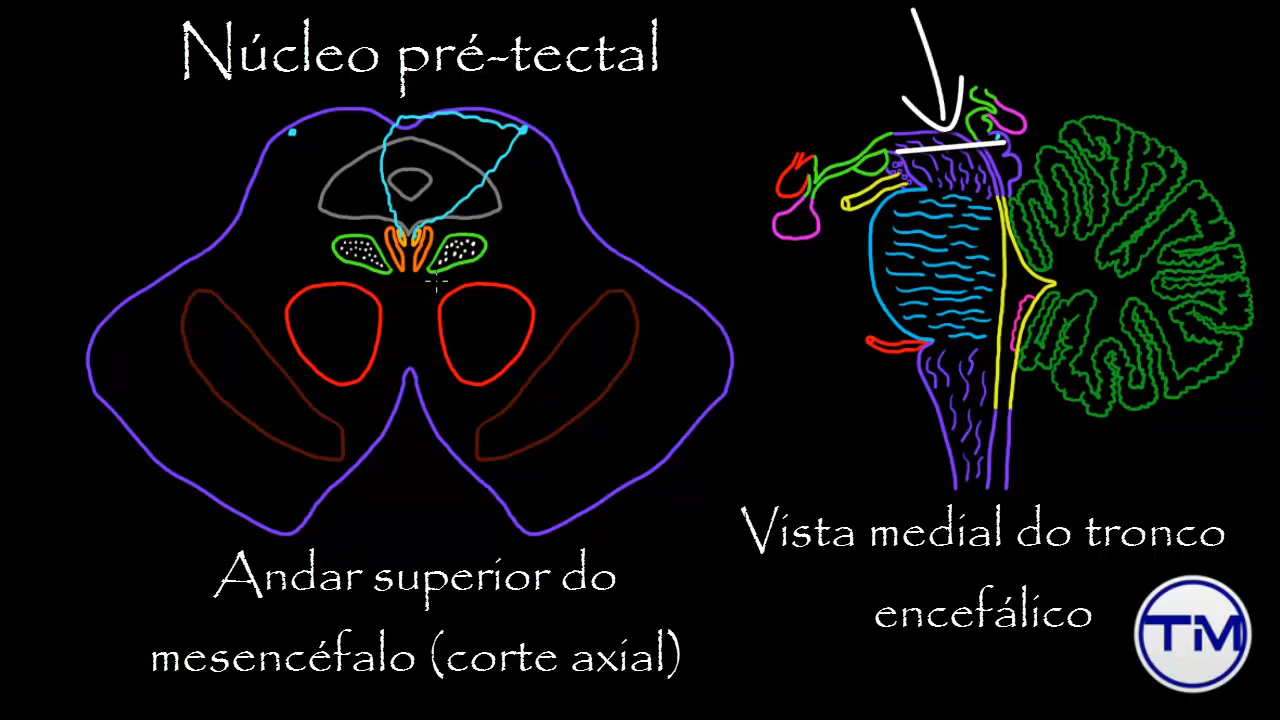 Núcleo pré-tectal
Andar superior do
mesencéfalo (corte axial)
Vista medial do tronco
encefálico
TM